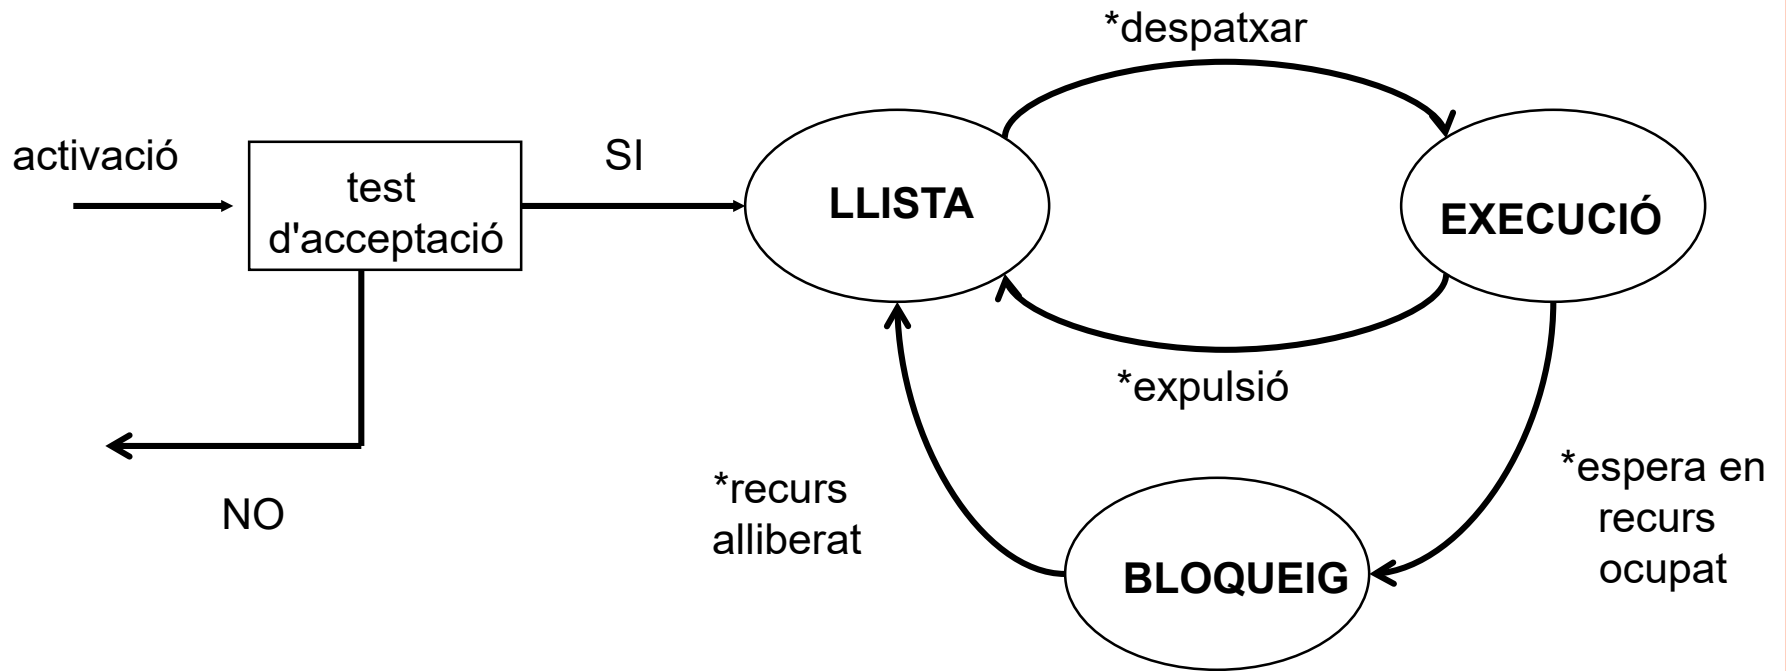 *despatxar
activació
SI
test
d'acceptació
LLISTA
EXECUCIÓ
*expulsió
*recurs
alliberat
*espera en
recurs
ocupat
NO
BLOQUEIG